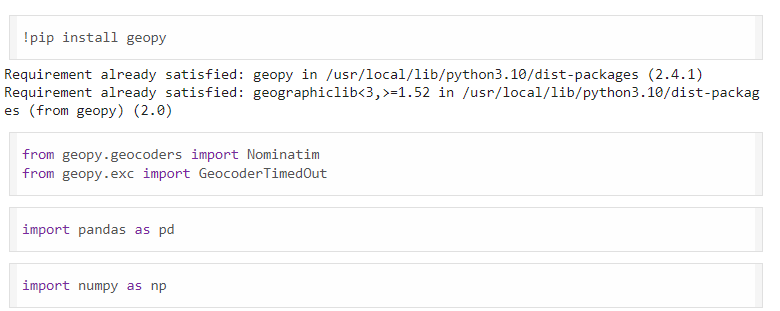 !pip install geopy
Requirement already satisfied: geopy in /usr/local/lib/python3.10/dist-packages (2.4.1)
Requirement already satisfied: geographiclib<3,>=1.52 in /usr/local/lib/python3.10/dist-packag
es (from geopy) (2.0)
from geopy.geocoders import Nominatim
from geopy.exc import GeocoderTimedOut
import pandas as pd
import numpy as np